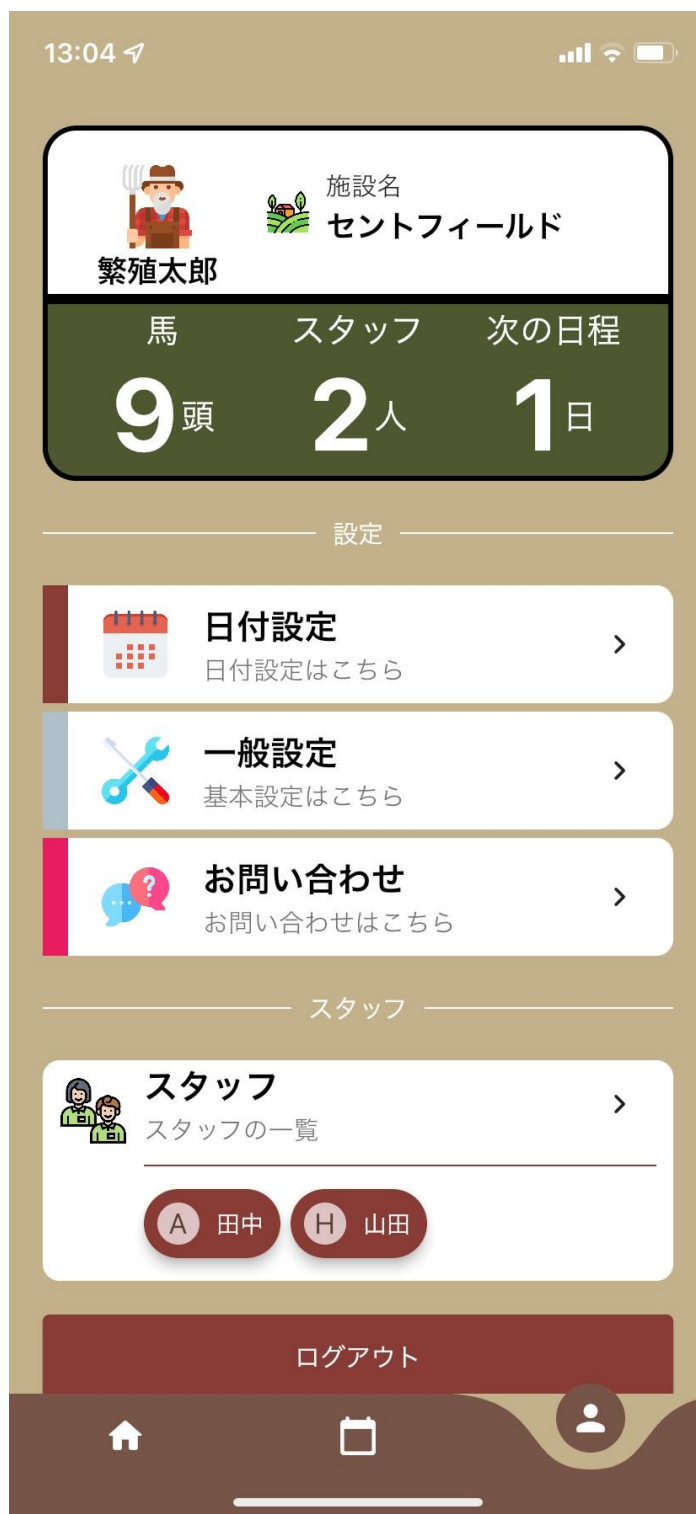 13:04
施設名
セントフィールド
繁殖太郎
馬 スタッフ 次の日程
9頭 2人 1日
設定
日付設定
日付設定はこちら
一般設定
基本設定はこちら
?
お問い合わせ
お問い合わせはこちら
スタッフ
スタッフ
スタッフの一覧
A 田中 H 山田
ログアウト